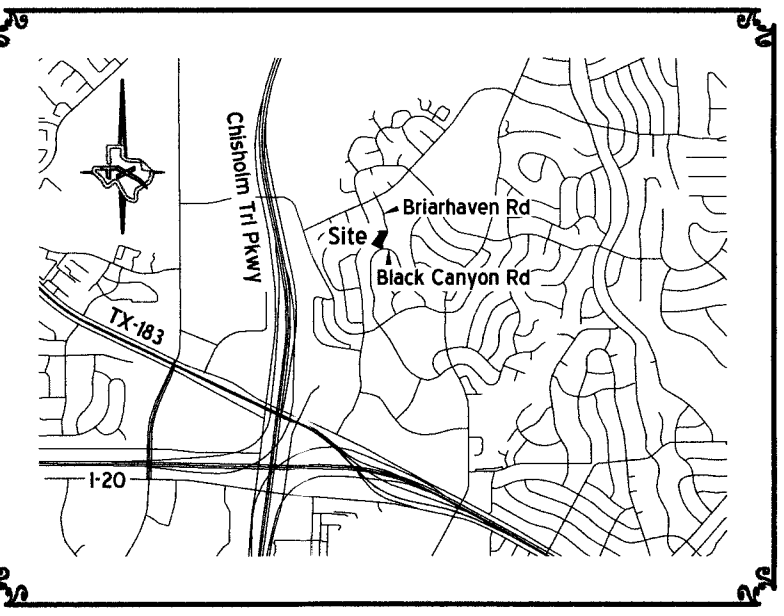 Chisholm Trl Pkwy
TX
Briarhaven Rd
Site
Black Canyon Rd
TX-183
I-20